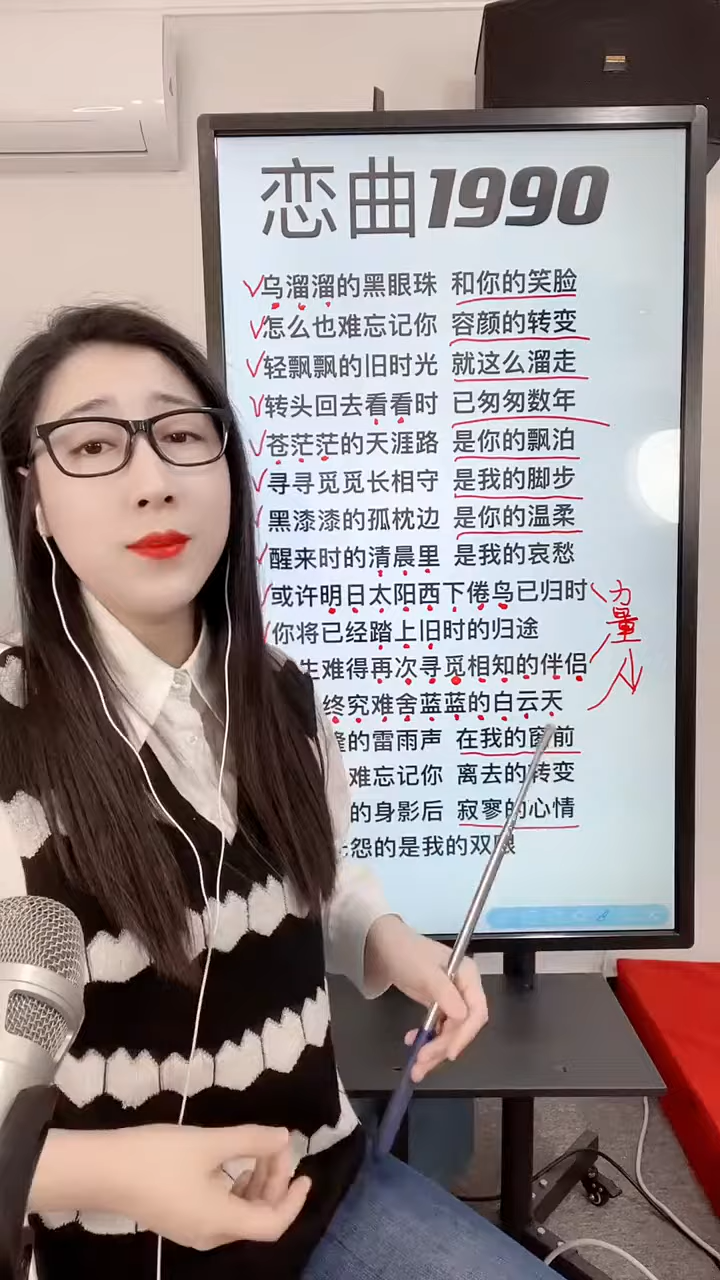 恋曲1990
乌溜溜的黑眼珠 和你的笑脸
怎么也难忘记你 容颜的转变
轻飘飘的旧时光 就这么溜走
转头回去看看时 已匆匆数年
苍茫茫的天涯路 是你的飘泊
寻寻觅觅长相守 是我的脚步
黑漆漆的孤枕边 是你的温柔
醒来时的清晨里 是我的哀愁
或许明日太阳西下倦鸟已归时
你将已经踏上旧时的归途
生难得再次寻觅相知的伴侣
终究难舍蓝蓝的白云天
隆的雷雨声 在我的窗前
难忘记你 离去的转变
的身影后 寂寥的心情
怨的是我的双眼
力量小